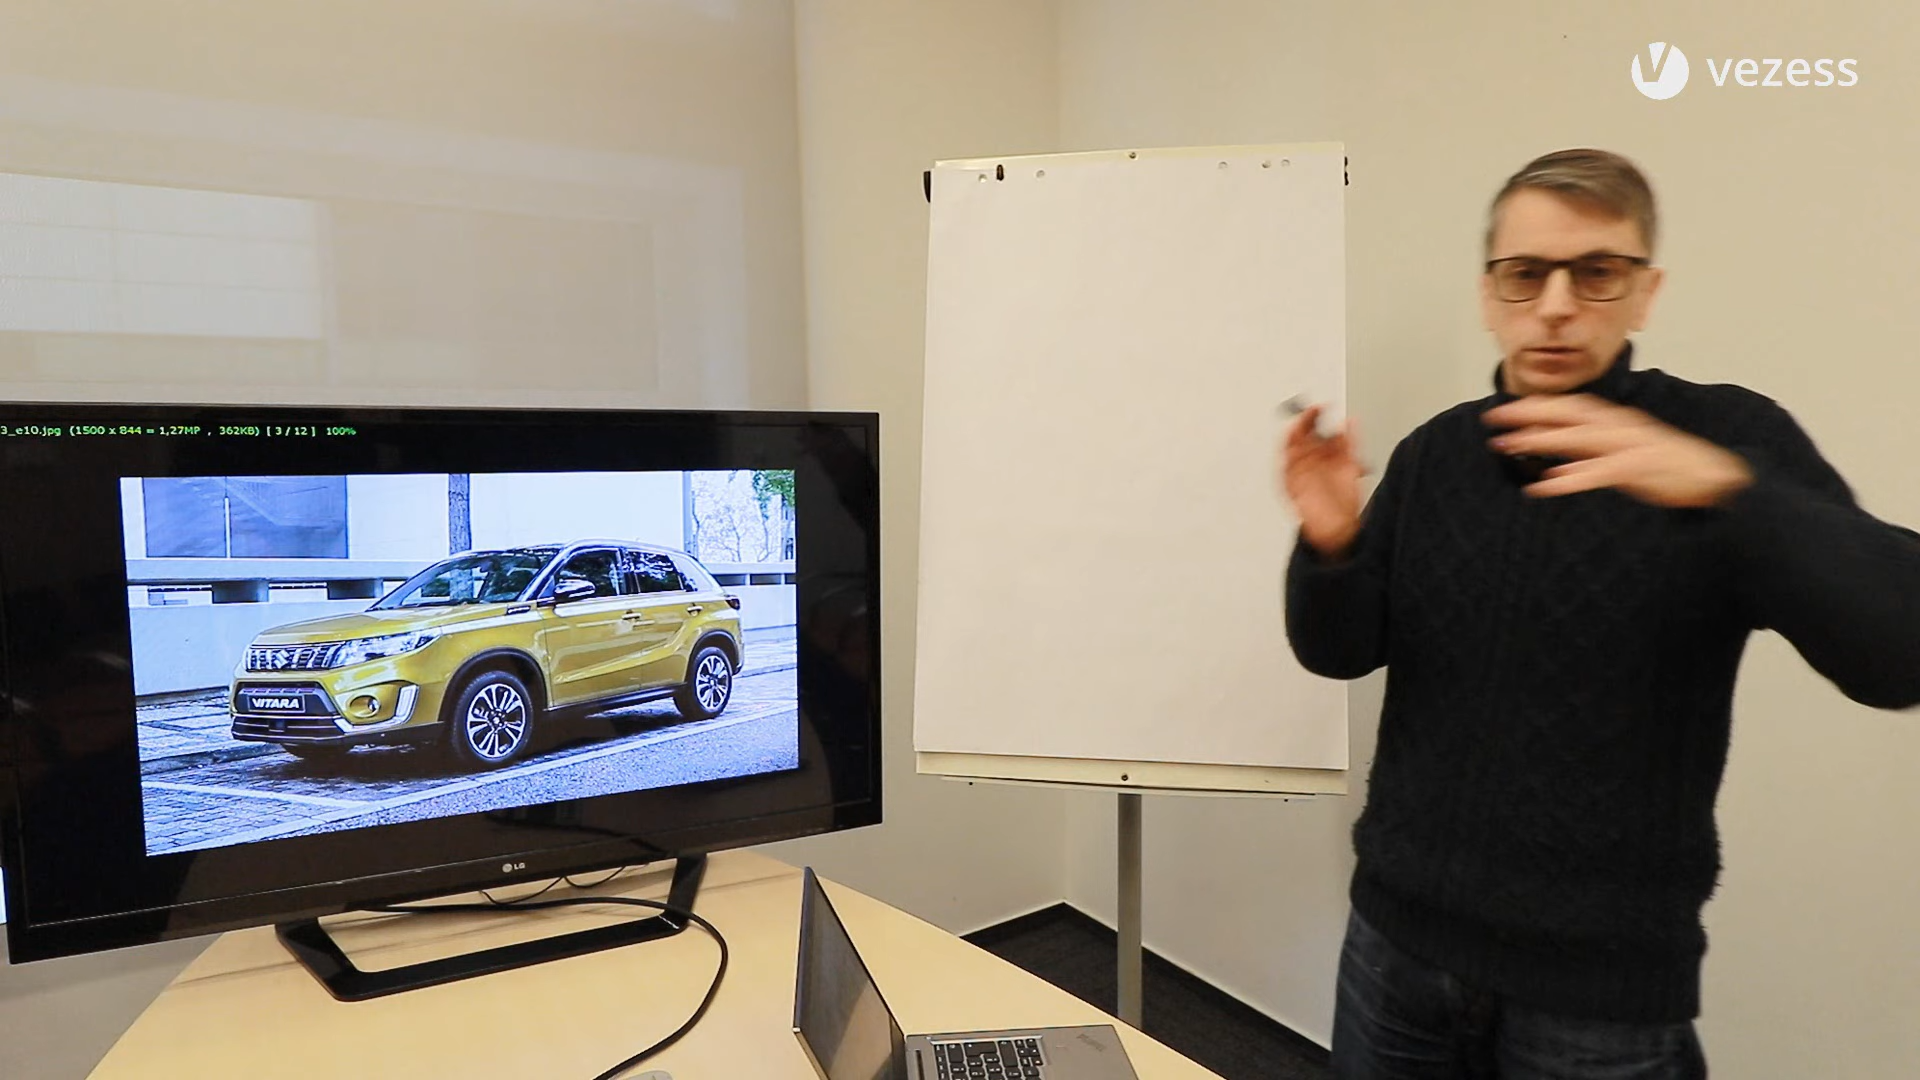 vezess
3_e10.jpg (1500 x 844 = 1,27MP , 362KB) [ 3 / 12 ] 100%
VITARA
LG